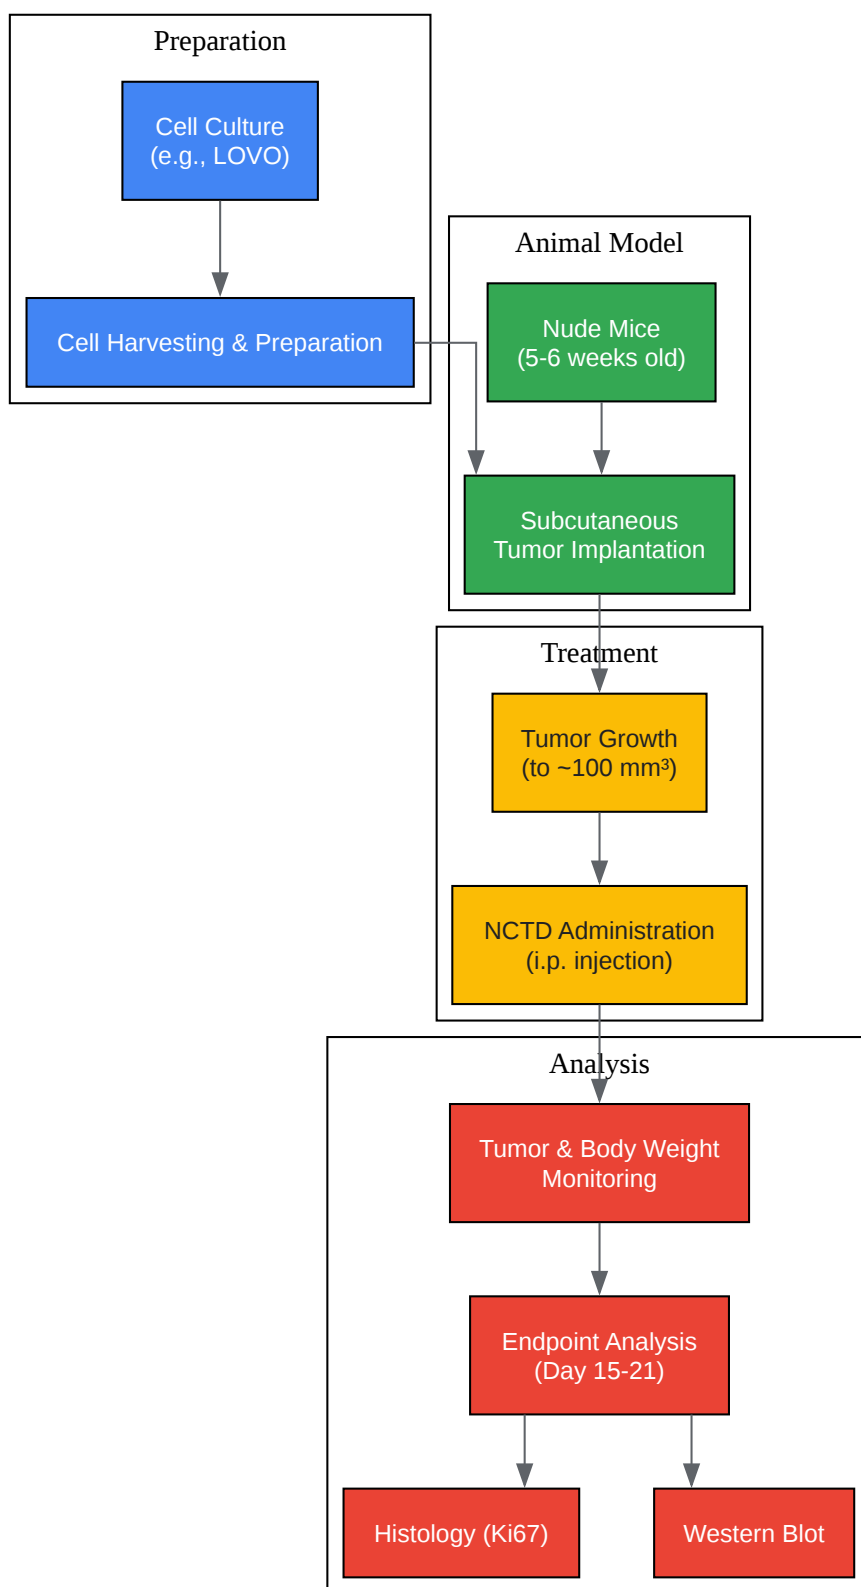 Preparation
Cell Culture
(e.g., LOVO)
Cell Harvesting & Preparation
Animal Model
Nude Mice
(5-6 weeks old)
Subcutaneous
Tumor Implantation
Treatment
Tumor Growth
(to ~100 mm³)
NCTD Administration
(i.p. injection)
Analysis
Tumor & Body Weight
Monitoring
Endpoint Analysis
(Day 15-21)
Histology (Ki67)
Western Blot